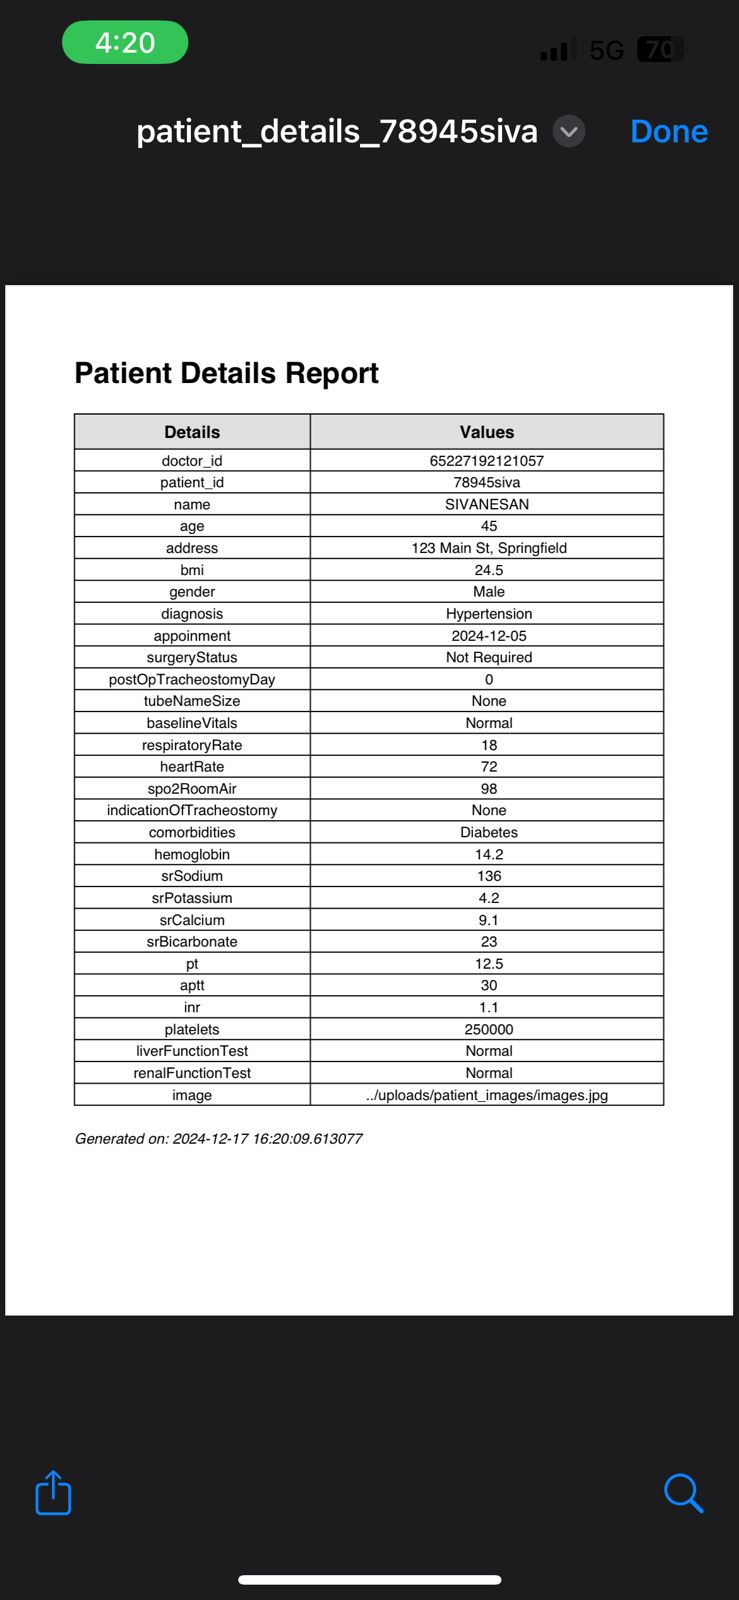 4:20 5G 70
patient_details_78945siva Done
Patient Details Report
Details Values
doctor_id 65227192121057
patient_id 78945siva
name SIVANESAN
age 45
address 123 Main St, Springfield
bmi 24.5
gender Male
diagnosis Hypertension
appoinment 2024-12-05
surgeryStatus Not Required
postOpTracheostomyDay 0
tubeNameSize None
baselineVitals Normal
respiratoryRate 18
heartRate 72
spo2RoomAir 98
indicationOfTracheostomy None
comorbidities Diabetes
hemoglobin 14.2
srSodium 136
srPotassium 4.2
srCalcium 9.1
srBicarbonate 23
pt 12.5
aptt 30
inr 1.1
platelets 250000
liverFunctionTest Normal
renalFunctionTest Normal
image ../uploads/patient_images/images.jpg
Generated on: 2024-12-17 16:20:09.613077